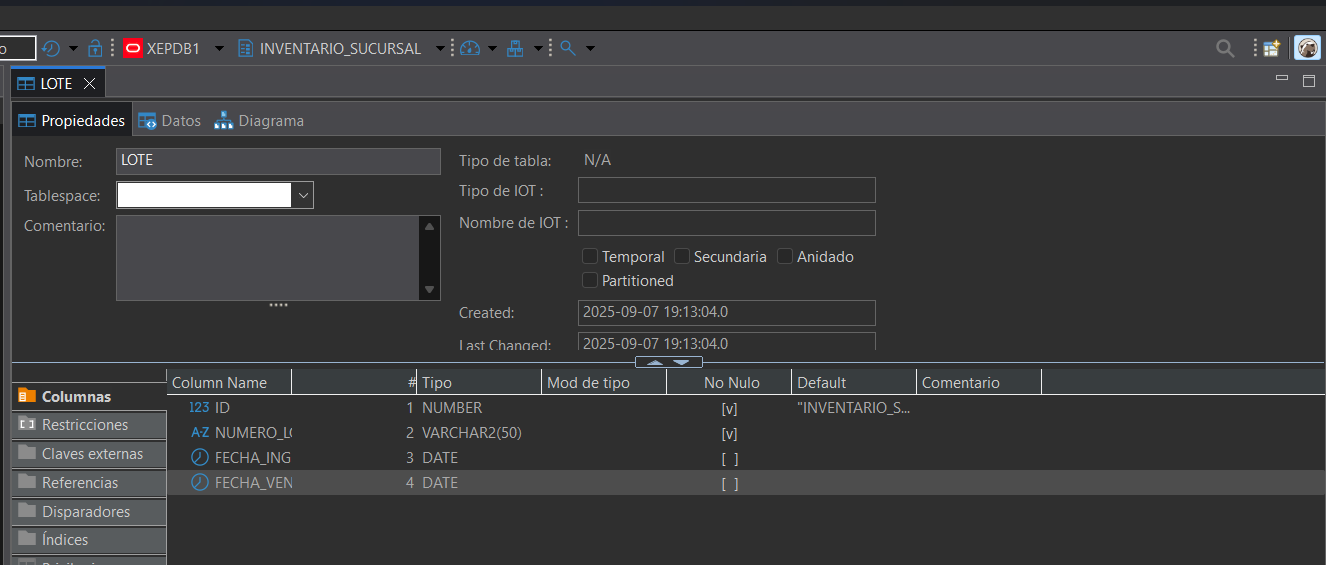 o XEPDB1 INVENTARIO_SUCURSAL
LOTE
Propiedades Datos Diagrama
Nombre: LOTE
Tablespace:
Comentario:
Tipo de tabla: N/A
Tipo de IOT :
Nombre de IOT :
Temporal Secundaria Anidado
Partitioned
Created: 2025-09-07 19:13:04.0
Last Changed: 2025-09-07 19:13:04.0
Columnas
Restricciones
Claves externas
Referencias
Disparadores
Índices
Column Name # Tipo Mod de tipo No Nulo Default Comentario
123 ID 1 NUMBER [v] "INVENTARIO_S...
A-Z NUMERO_L 2 VARCHAR2(50) [v]
FECHA_ING 3 DATE [ ]
FECHA_VEN 4 DATE [ ]